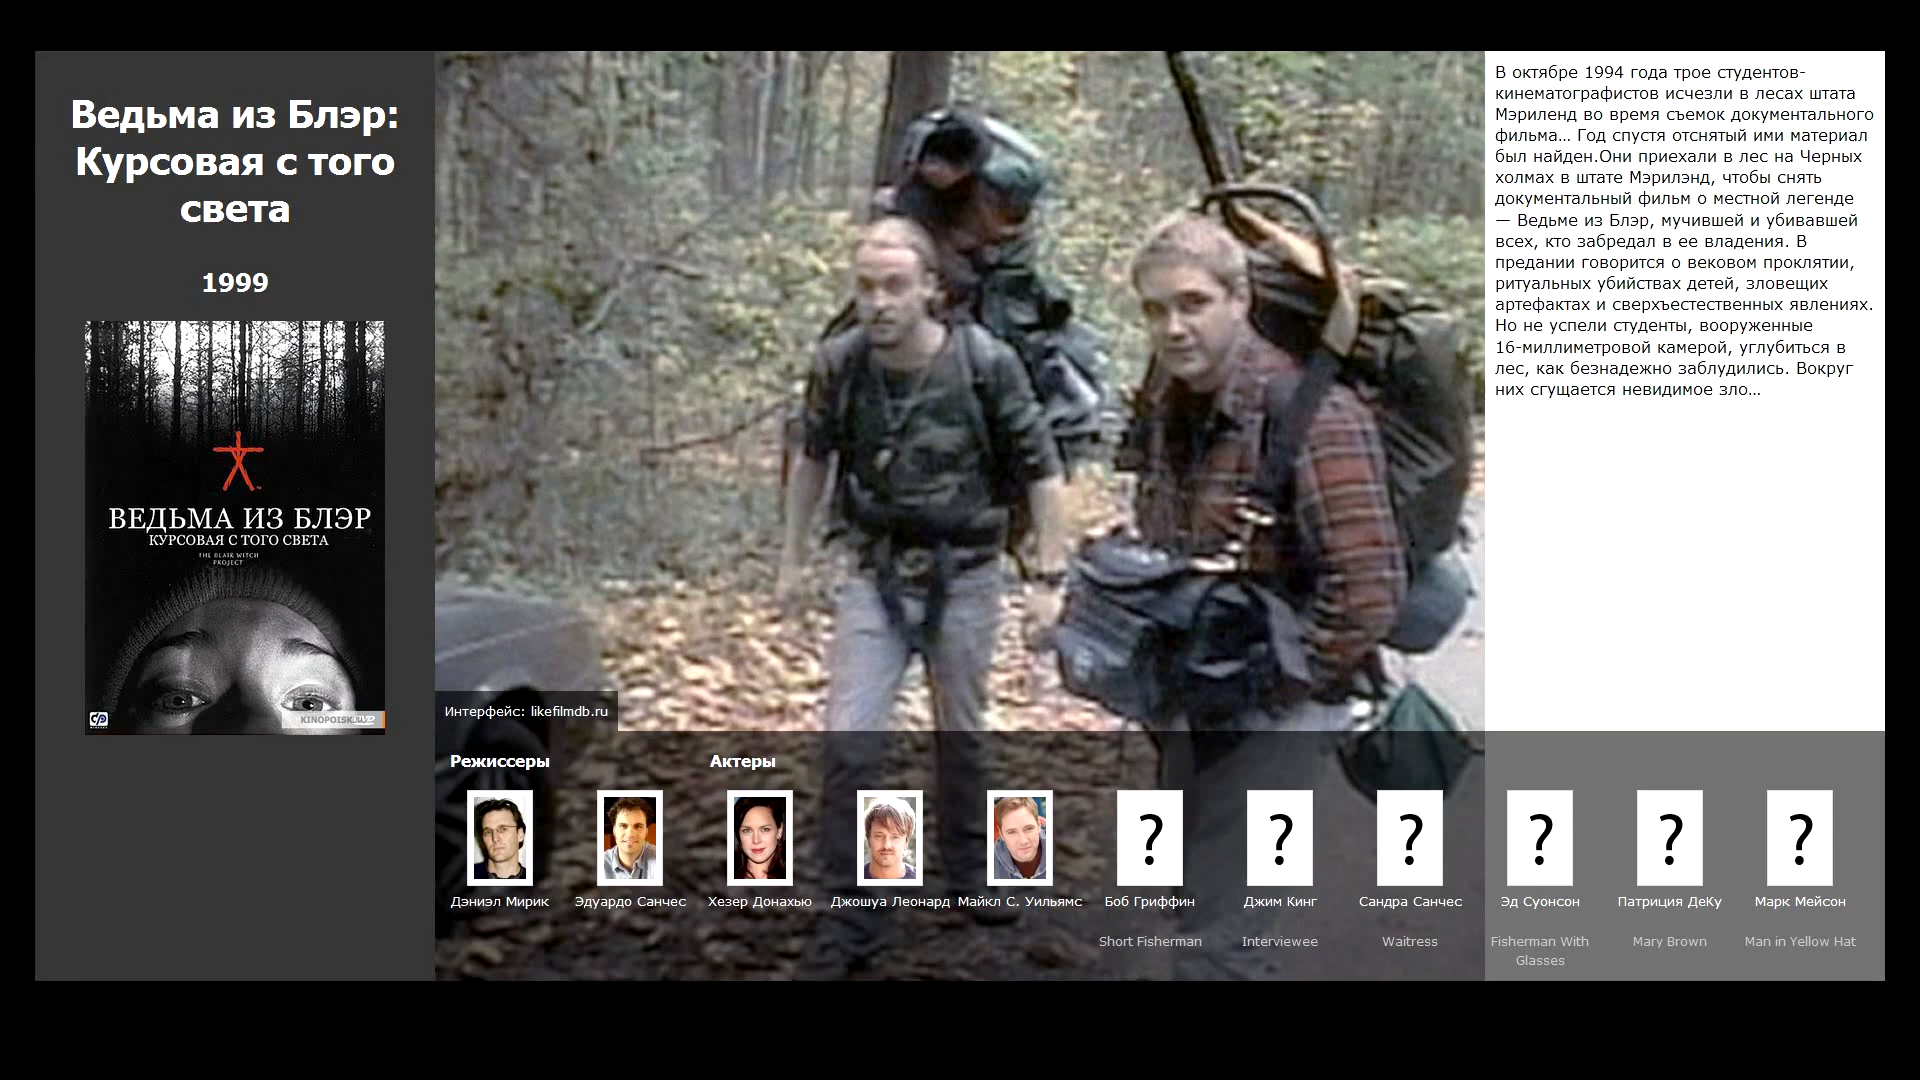 Ведьма из Блэр:
Курсовая с того
света
1999
ВЕДЬМА ИЗ БЛЭР
КУРСОВАЯ С ТОГО СВЕТА
THE BLAIR WITCH
PROJECT
KINOPOISK.RU
Интерфейс: likefilmdb.ru
В октябре 1994 года трое студентов-
кинематографистов исчезли в лесах штата
Мэриленд во время съемок документального
фильма… Год спустя отснятый ими материал
был найден.Они приехали в лес на Черных
холмах в штате Мэрилэнд, чтобы снять
документальный фильм о местной легенде
— Ведьме из Блэр, мучившей и убивавшей
всех, кто забредал в ее владения. В
предании говорится о вековом проклятии,
ритуальных убийствах детей, зловещих
артефактах и сверхъестественных явлениях.
Но не успели студенты, вооруженные
16-миллиметровой камерой, углубиться в
лес, как безнадежно заблудились. Вокруг
них сгущается невидимое зло…
Режиссеры
Актеры
? ? ? ? ? ?
Дэниэл Мирик Эдуардо Санчес Хезер Донахью Джошуа Леонард Майкл С. Уильямс Боб Гриффин Джим Кинг Сандра Санчес Эд Суонсон Патриция ДеКу Марк Мейсон
Short Fisherman Interviewee Waitress Fisherman With Mary Brown Man in Yellow Hat
Glasses